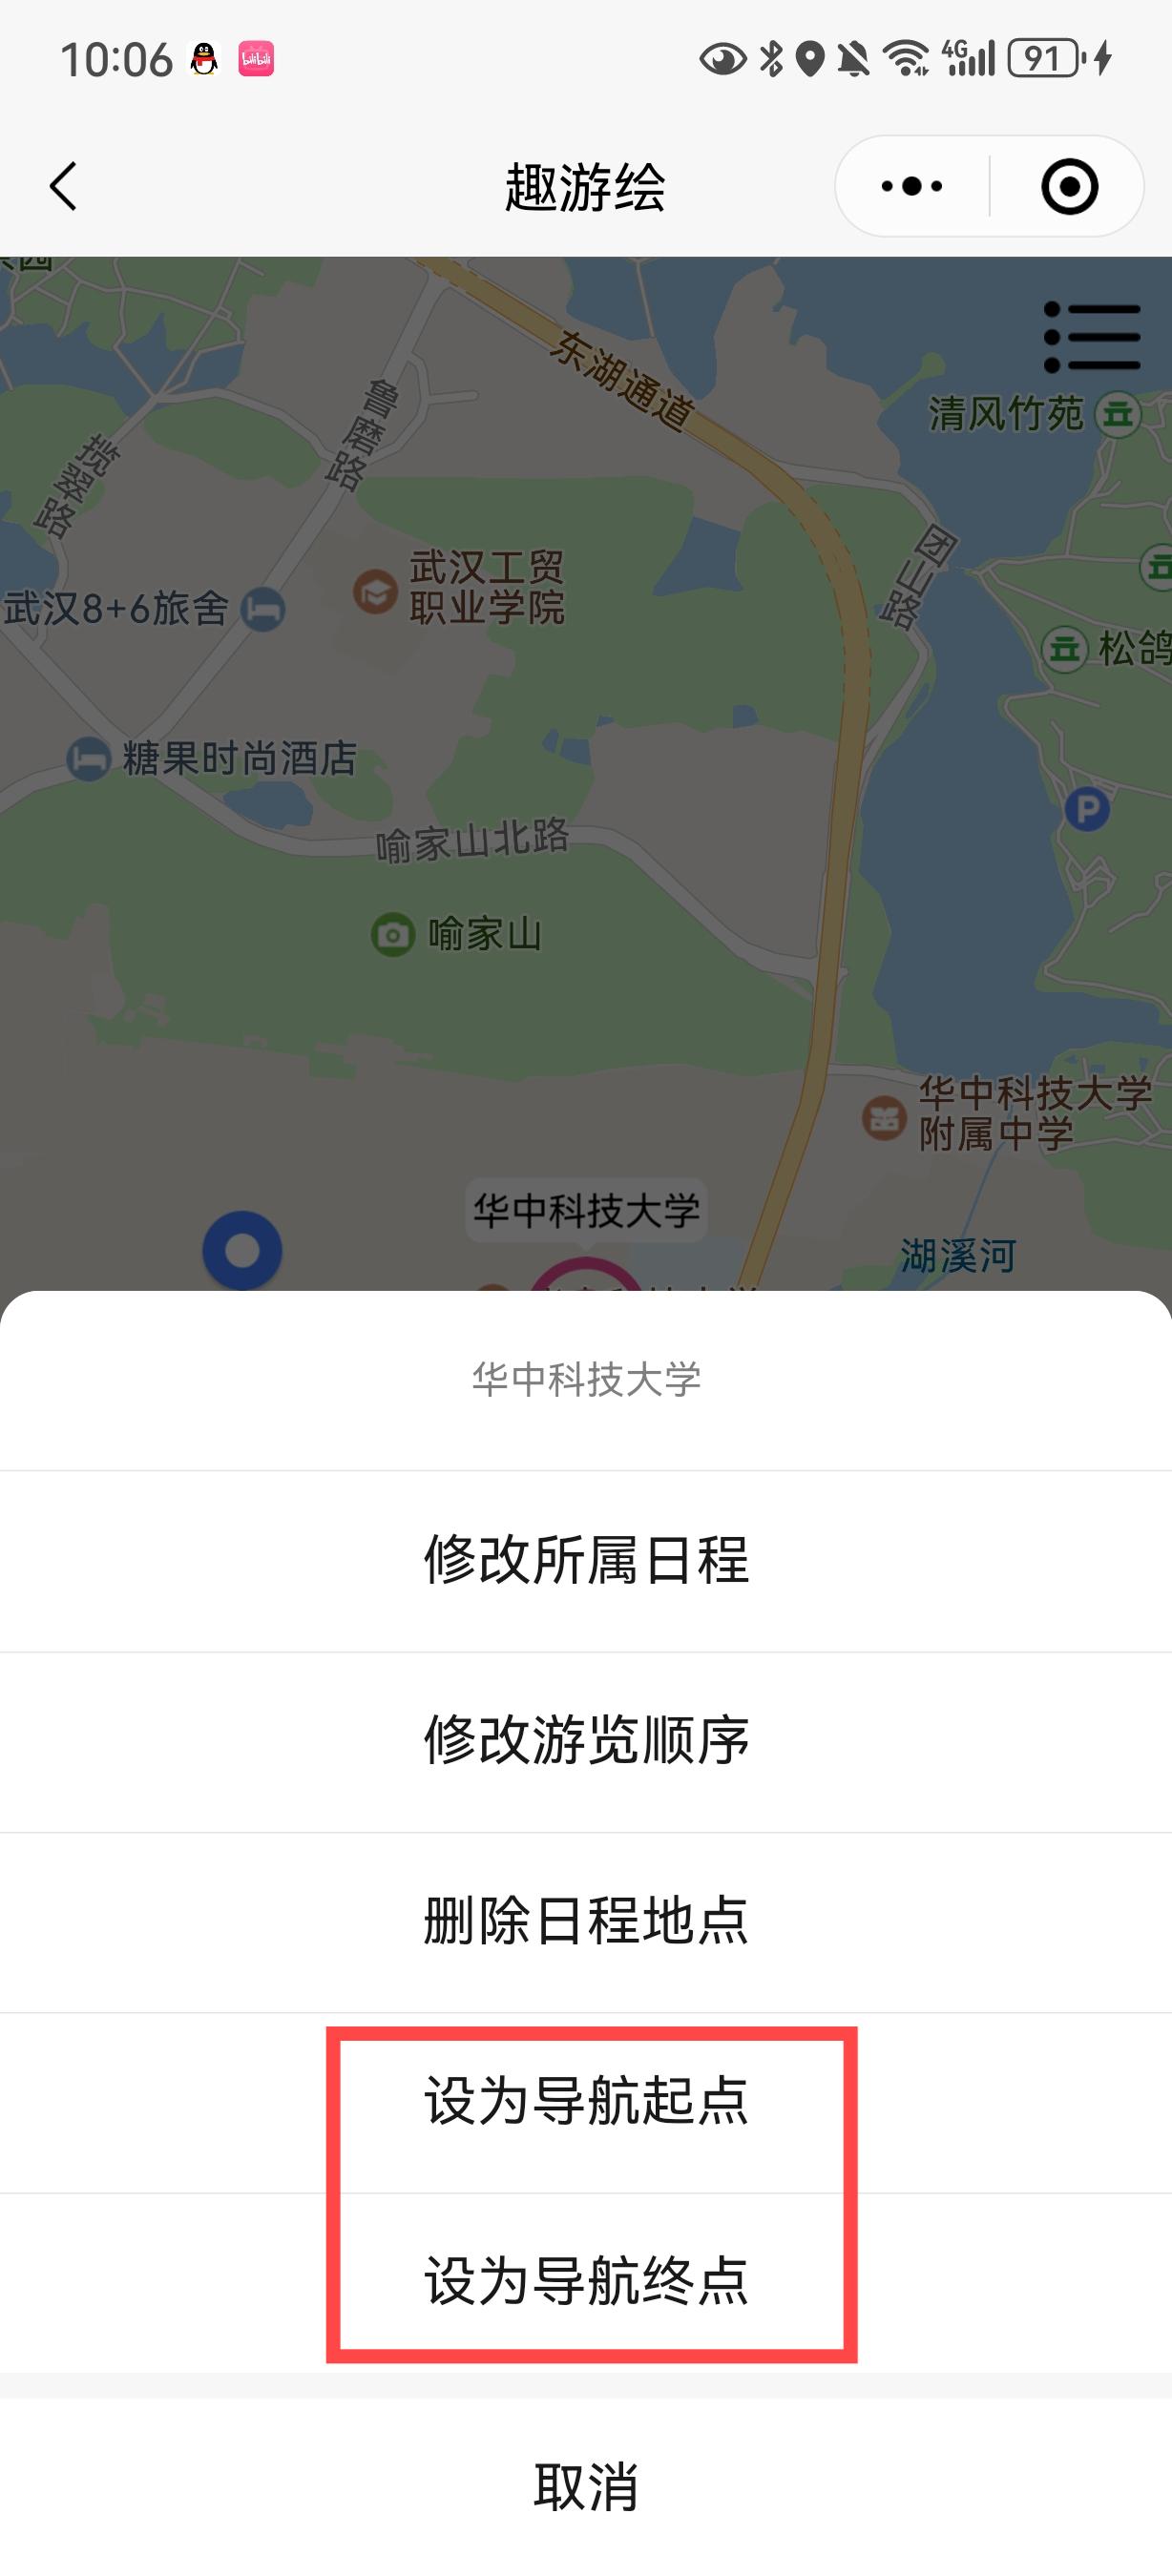 10:06
bilibili
4G
91
趣游绘
东湖通道
鲁磨路
揽翠路
清风竹苑
团山路
武汉工贸
职业学院
武汉8+6旅舍
松鸽
糖果时尚酒店
P
喻家山北路
喻家山
华中科技大学
附属中学
华中科技大学
湖溪河
华中科技大学
修改所属日程
修改游览顺序
删除日程地点
设为导航起点
设为导航终点
取消